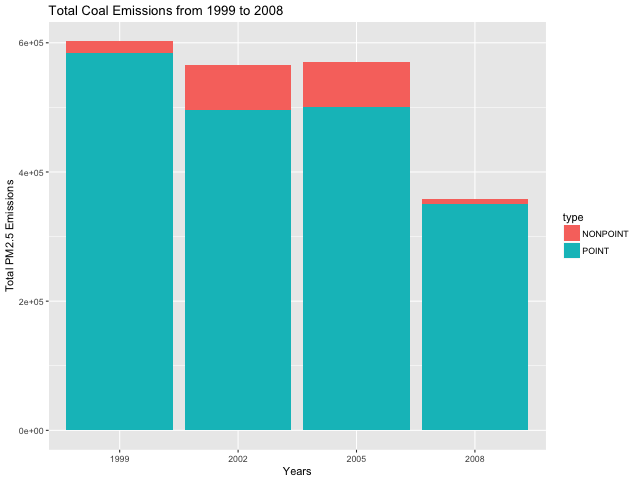 Total Coal Emissions from 1999 to 2008
Total PM2.5 Emissions
6e+05
4e+05
2e+05
0e+00
1999 2002 2005 2008
Years
type
NONPOINT
POINT